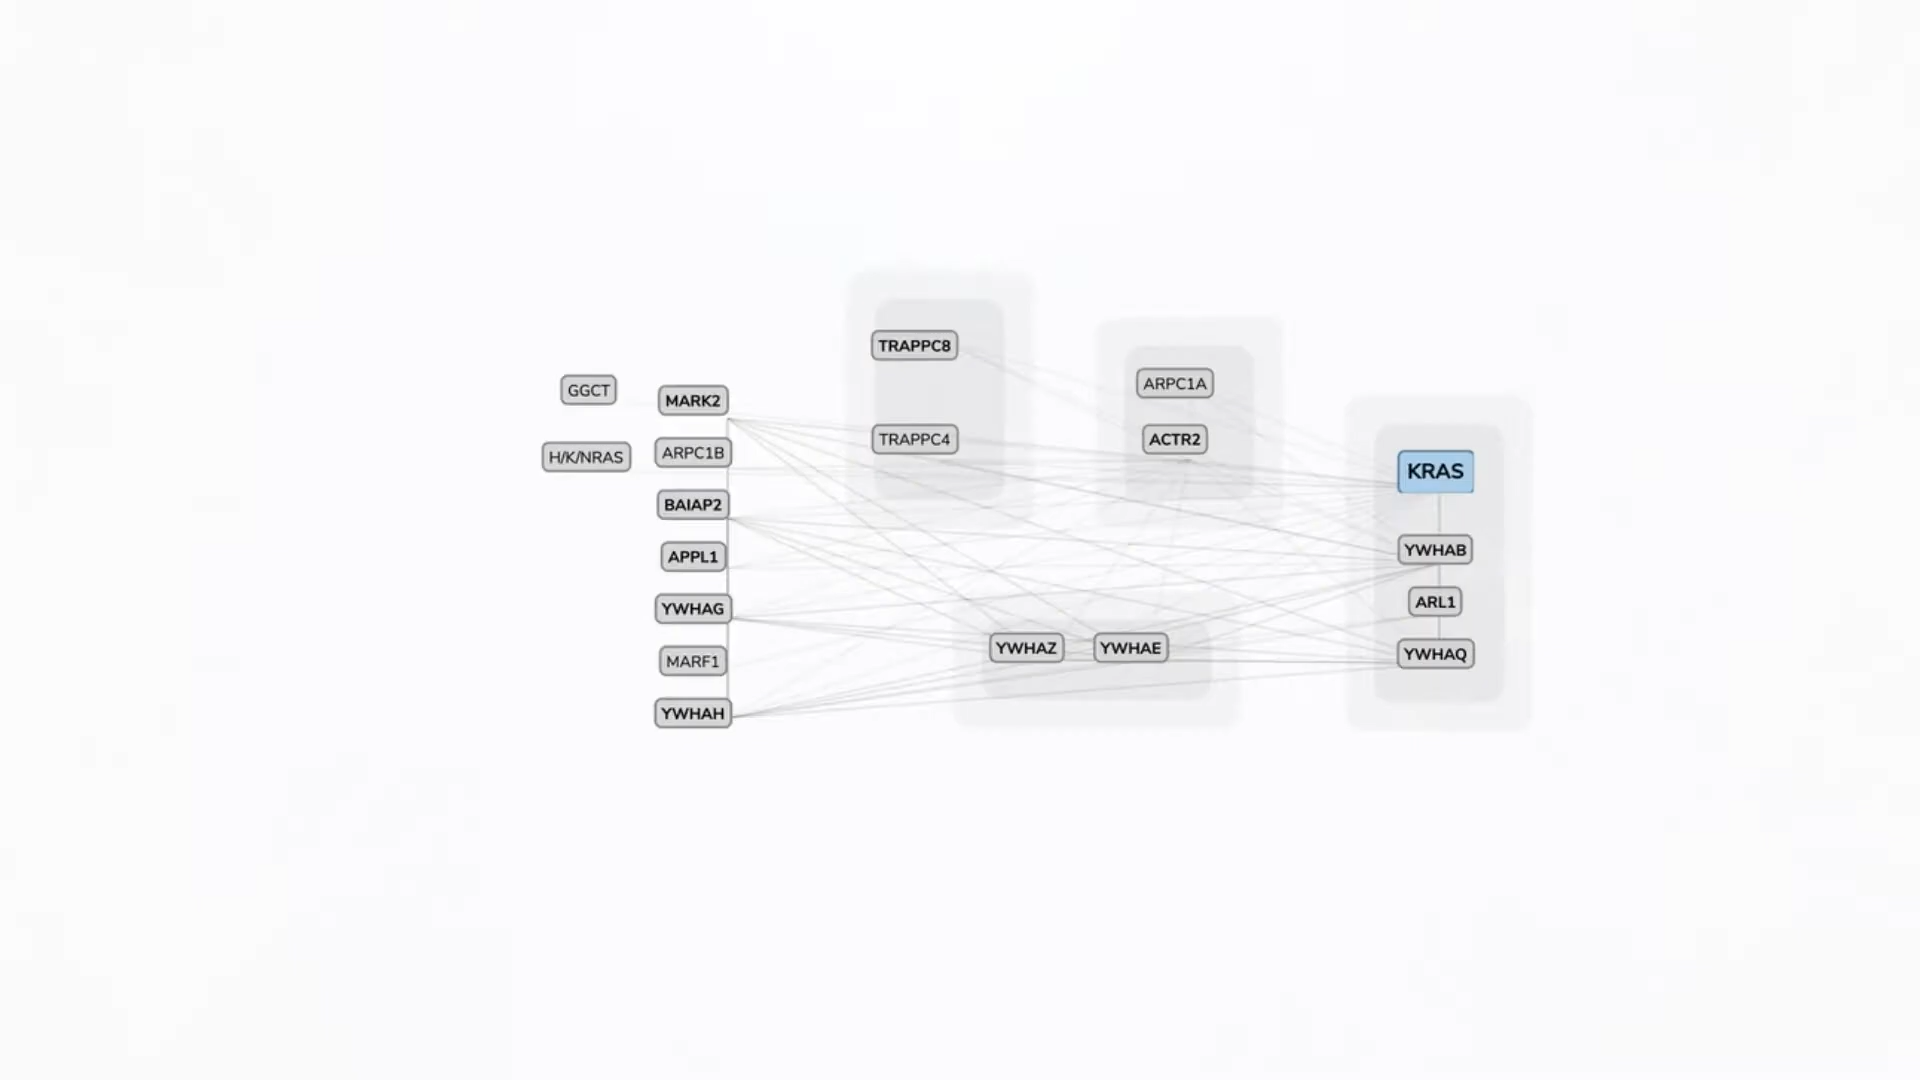 TRAPPC8
ARPC1A
GGCT
MARK2
TRAPPC4
ACTR2
H/K/NRAS
ARPC1B
KRAS
BAIAP2
YWHAB
APPL1
ARL1
YWHAG
YWHAZ
YWHAE
YWHAQ
MARF1
YWHAH